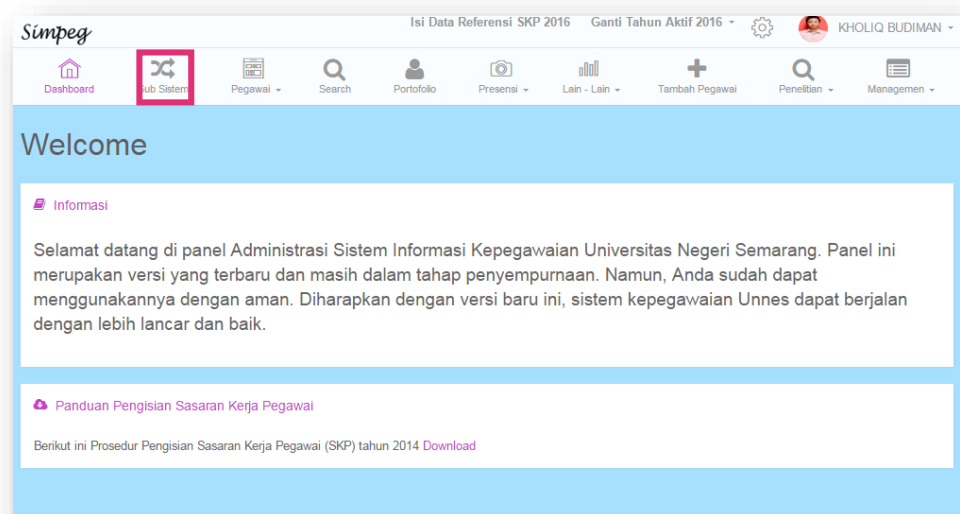 Simpeg
Isi Data Referensi SKP 2016 Ganti Tahun Aktif 2016
KHOLIQ BUDIMAN
Dashboard Sub Sistem Pegawai Search Portofolio Presensi Lain - Lain Tambah Pegawai Penelitian Managemen
Welcome
Informasi
Selamat datang di panel Administrasi Sistem Informasi Kepegawaian Universitas Negeri Semarang. Panel ini
merupakan versi yang terbaru dan masih dalam tahap penyempurnaan. Namun, Anda sudah dapat
menggunakannya dengan aman. Diharapkan dengan versi baru ini, sistem kepegawaian Unnes dapat berjalan
dengan lebih lancar dan baik.
Panduan Pengisian Sasaran Kerja Pegawai
Berikut ini Prosedur Pengisian Sasaran Kerja Pegawai (SKP) tahun 2014 Download